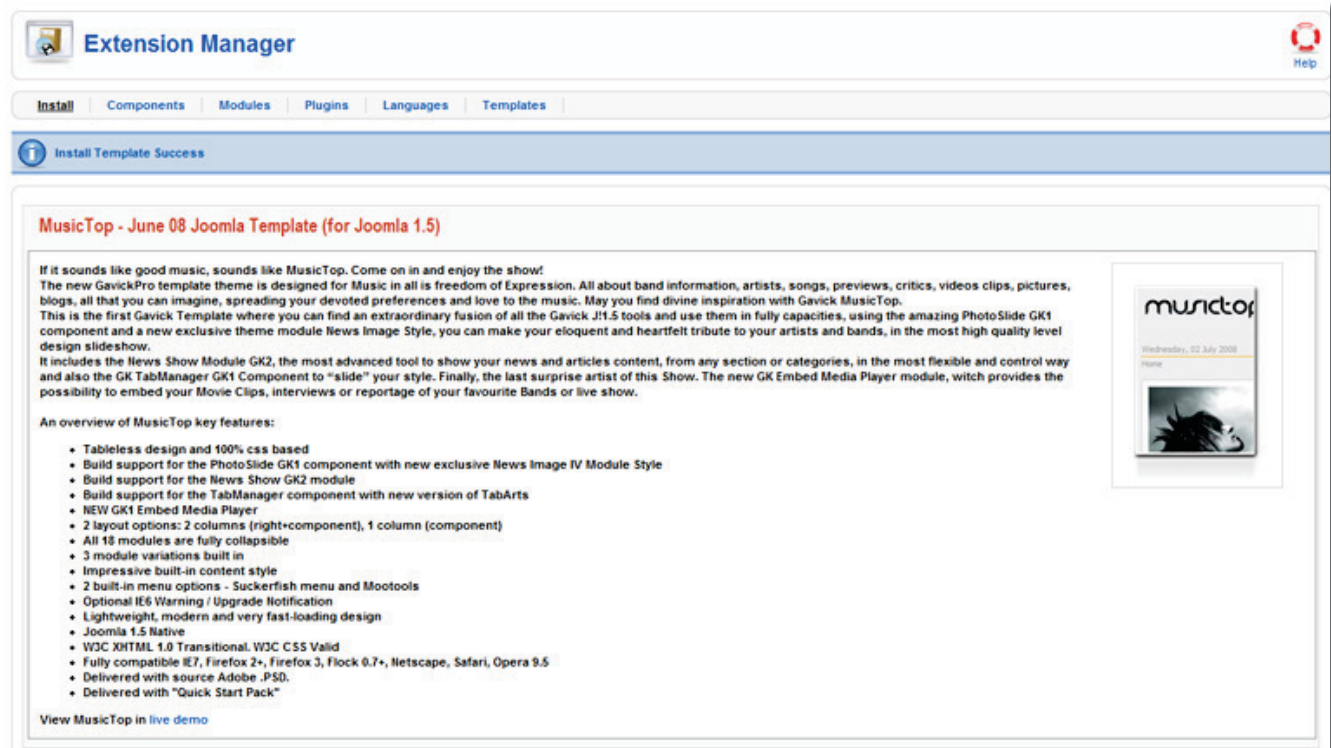 Extension Manager
Help
Install Components Modules Plugins Languages Templates
Install Template Success
MusicTop - June 08 Joomla Template (for Joomla 1.5)
If it sounds like good music, sounds like MusicTop. Come on in and enjoy the show!
The new GavickPro template theme is designed for Music in all is freedom of Expression. All about band information, artists, songs, previews, critics, videos clips, pictures,
blogs, all that you can imagine, spreading your devoted preferences and love to the music. May you find divine inspiration with Gavick MusicTop.
This is the first Gavick Template where you can find an extraordinary fusion of all the Gavick J!1.5 tools and use them in fully capacities, using the amazing PhotoSlide GK1
component and a new exclusive theme module News Image Style, you can make your eloquent and heartfelt tribute to your artists and bands, in the most high quality level
design slideshow.
It includes the News Show Module GK2, the most advanced tool to show your news and articles content, from any section or categories, in the most flexible and control way
and also the GK TabManager GK1 Component to “slide” your style. Finally, the last surprise artist of this Show. The new GK Embed Media Player module, witch provides the
possibility to embed your Movie Clips, interviews or reportage of your favourite Bands or live show.
An overview of MusicTop key features:
• Tableless design and 100% css based
• Build support for the PhotoSlide GK1 component with new exclusive News Image IV Module Style
• Build support for the News Show GK2 module
• Build support for the TabManager component with new version of TabArts
• NEW GK1 Embed Media Player
• 2 layout options: 2 columns (right+component), 1 column (component)
• All 18 modules are fully collapsible
• 3 module variations built in
• Impressive built-in content style
• 2 built-in menu options - Suckerfish menu and Mootools
• Optional IE6 Warning / Upgrade Notification
• Lightweight, modern and very fast-loading design
• Joomla 1.5 Native
• W3C XHTML 1.0 Transitional. W3C CSS Valid
• Fully compatible IE7, Firefox 2+, Firefox 3, Flock 0.7+, Netscape, Safari, Opera 9.5
• Delivered with source Adobe .PSD.
• Delivered with "Quick Start Pack"
View MusicTop in live demo
musictop
Wednesday, 02 July 2008
Home